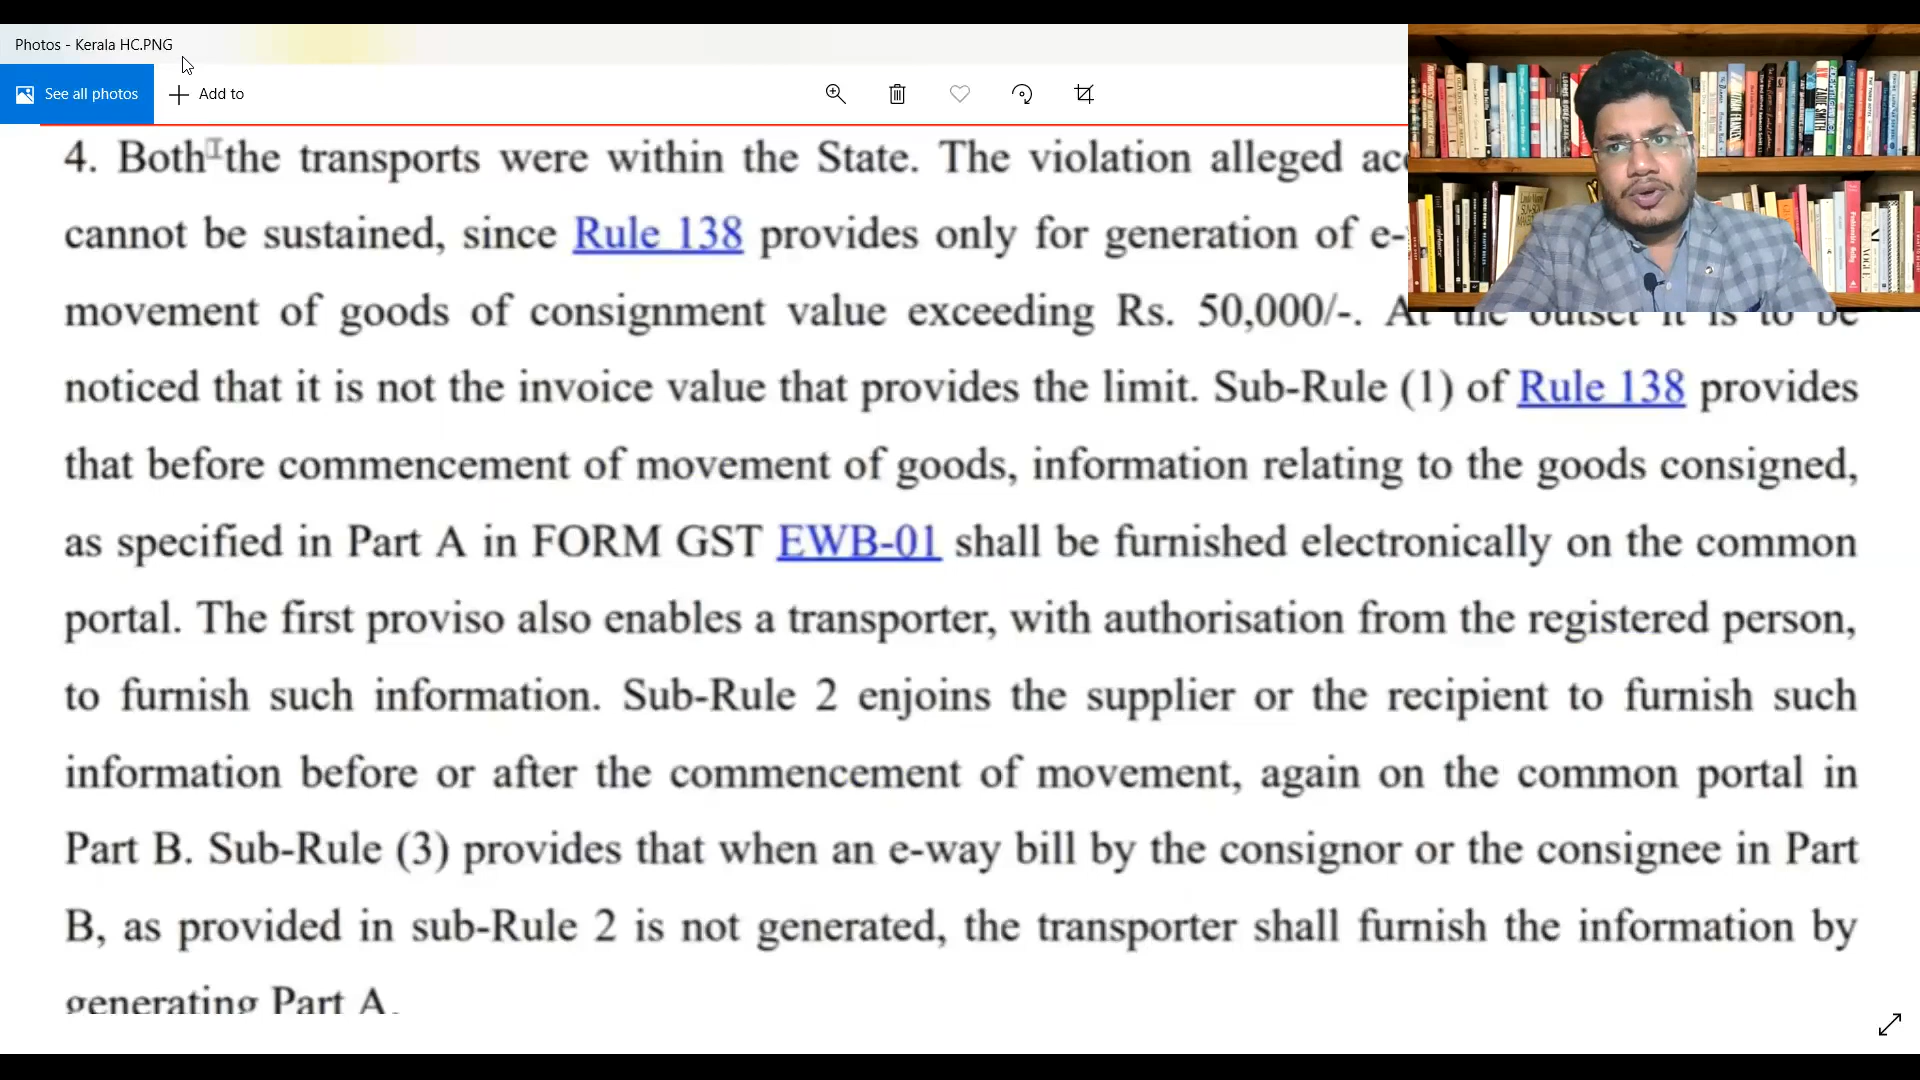 Photos - Kerala HC.PNG
See all photos
Add to
4. Both the transports were within the State. The violation alleged
cannot be sustained, since Rule 138 provides only for generation of e-
movement of goods of consignment value exceeding Rs. 50,000/-. At the outset it is to be
noticed that it is not the invoice value that provides the limit. Sub-Rule (1) of Rule 138 provides
that before commencement of movement of goods, information relating to the goods consigned,
as specified in Part A in FORM GST EWB-01 shall be furnished electronically on the common
portal. The first proviso also enables a transporter, with authorisation from the registered person,
to furnish such information. Sub-Rule 2 enjoins the supplier or the recipient to furnish such
information before or after the commencement of movement, again on the common portal in
Part B. Sub-Rule (3) provides that when an e-way bill by the consignor or the consignee in Part
B, as provided in sub-Rule 2 is not generated, the transporter shall furnish the information by
generating Part A.